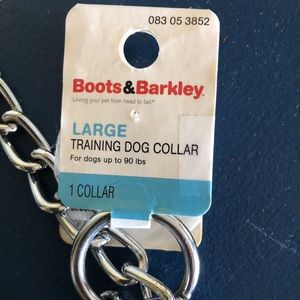 083 05 3852
Boots&Barkley
Loving your pet from head to tail.
LARGE
TRAINING DOG COLLAR
For dogs up to 90 lbs
1 COLLAR